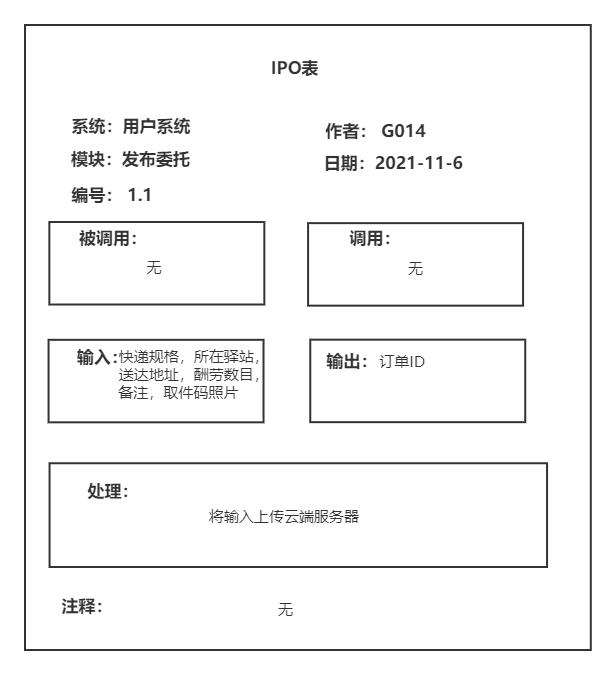 IPO表
系统：用户系统
作者： G014
模块：发布委托
日期：2021-11-6
编号： 1.1
被调用：
无
调用：
无
输入：快递规格，所在驿站，
送达地址，酬劳数目，
备注，取件码照片
输出： 订单ID
处理：
将输入上传云端服务器
注释： 无